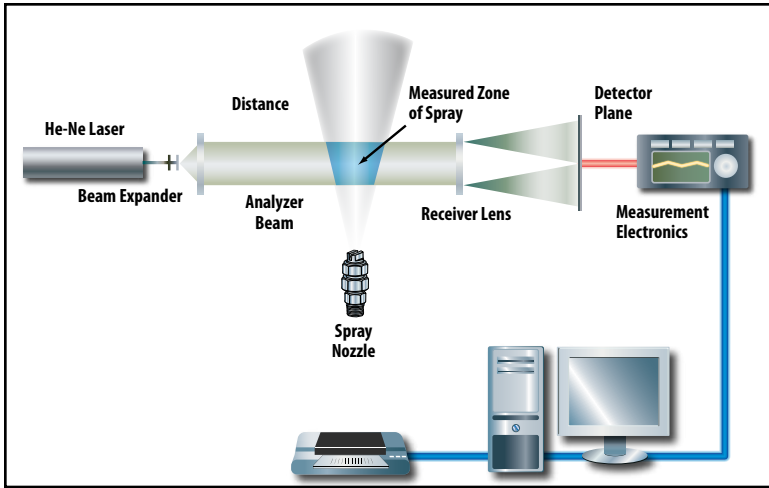 Distance
Measured Zone
of Spray
Detector
Plane
He-Ne Laser
Beam Expander
Analyzer
Beam
Receiver Lens
Measurement
Electronics
Spray
Nozzle